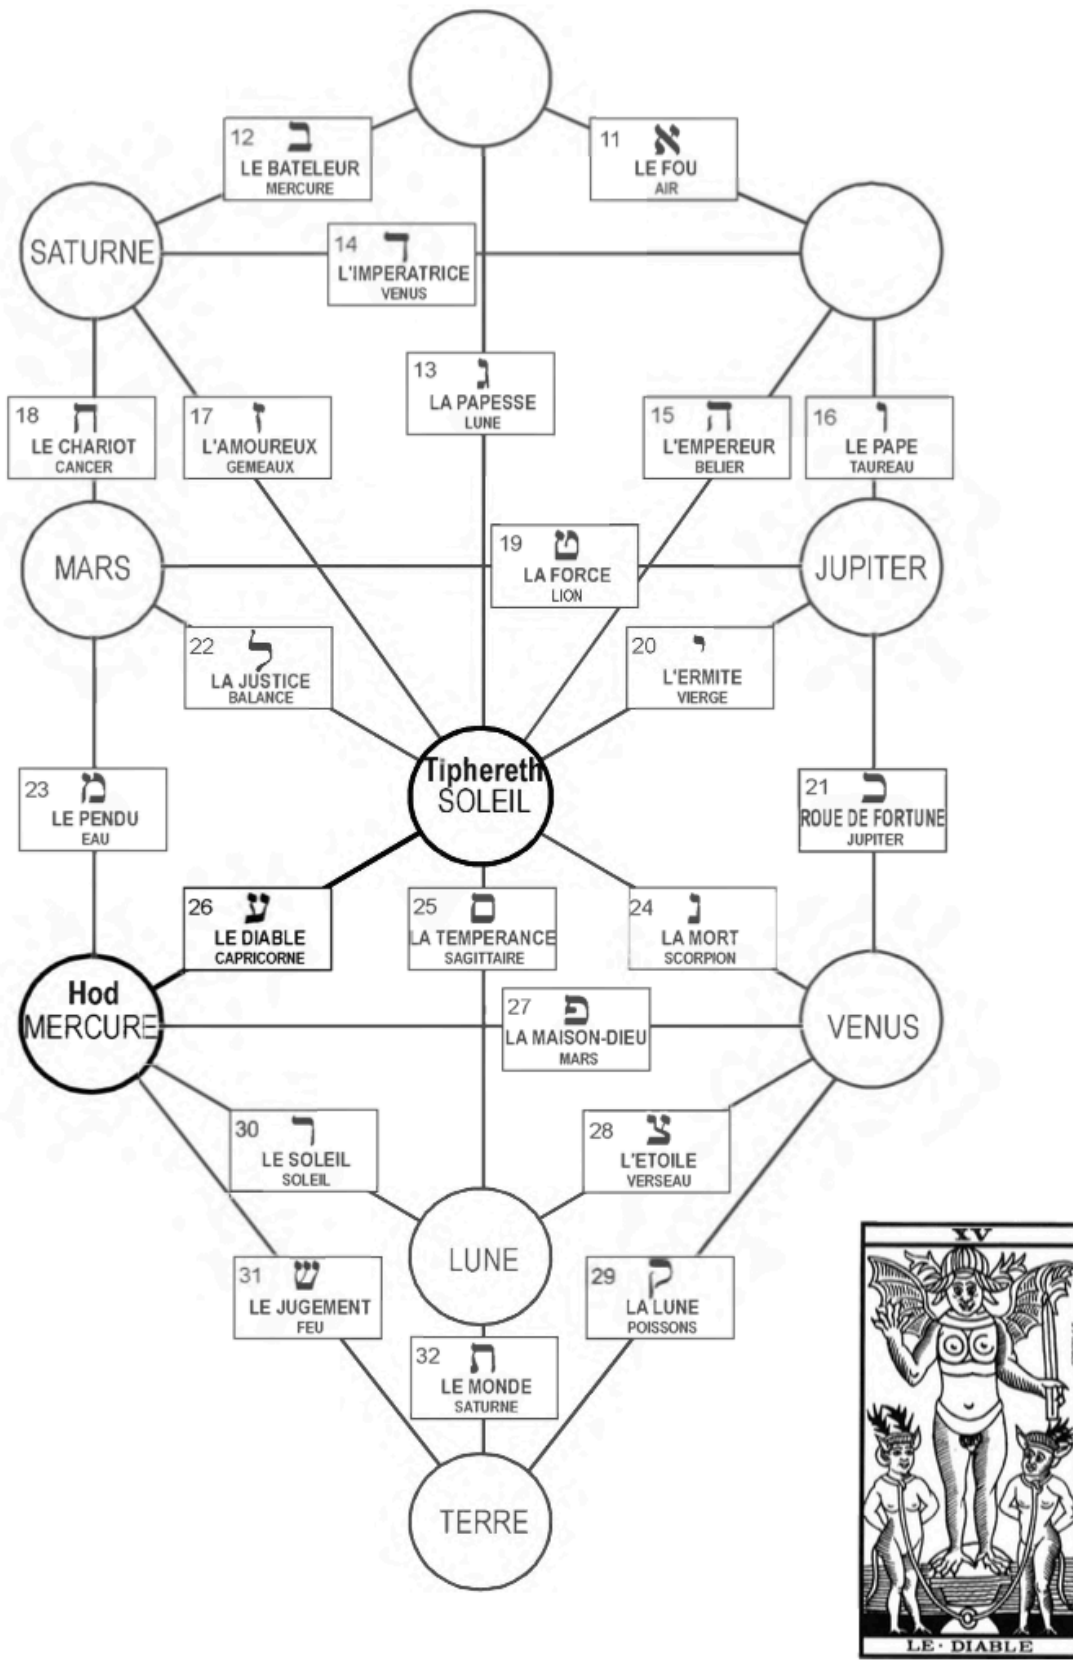 12 ב
LE BATELEUR
MERCURE
11 א
LE FOU
AIR
SATURNE
14 ד
L'IMPERATRICE
VENUS
13 ג
LA PAPESSE
LUNE
18 ח
LE CHARIOT
CANCER
17 ז
L'AMOUREUX
GEMEAUX
15 ה
L'EMPEREUR
BELIER
16 ו
LE PAPE
TAUREAU
MARS
19 ט
LA FORCE
LION
JUPITER
22 ל
LA JUSTICE
BALANCE
20 י
L'ERMITE
VIERGE
Tiphereth
SOLEIL
23 מ
LE PENDU
EAU
21 כ
ROUE DE FORTUNE
JUPITER
26 ע
LE DIABLE
CAPRICORNE
25 ם
LA TEMPERANCE
SAGITTAIRE
24 נ
LA MORT
SCORPION
Hod
MERCURE
27 פ
LA MAISON-DIEU
MARS
VENUS
30 ר
LE SOLEIL
SOLEIL
28 צ
L'ETOILE
VERSEAU
LUNE
31 ש
LE JUGEMENT
FEU
29 ק
LA LUNE
POISSONS
32 ת
LE MONDE
SATURNE
TERRE
XV
LE · DIABLE